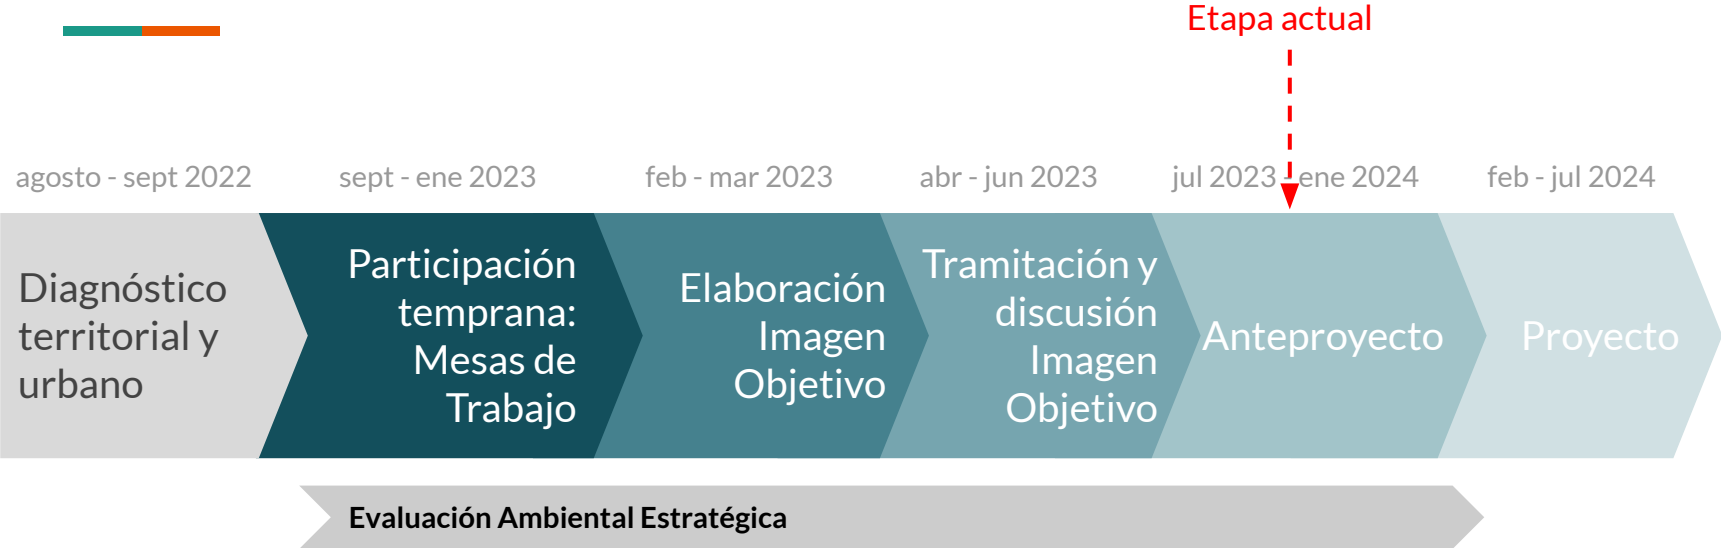 Etapa actual
agosto - sept 2022
sept - ene 2023
feb - mar 2023
abr - jun 2023
jul 2023 - ene 2024
feb - jul 2024
Diagnóstico
territorial y
urbano
Participación
temprana:
Mesas de
Trabajo
Elaboración
Imagen
Objetivo
Tramitación y
discusión
Imagen
Objetivo
Anteproyecto
Proyecto
Evaluación Ambiental Estratégica